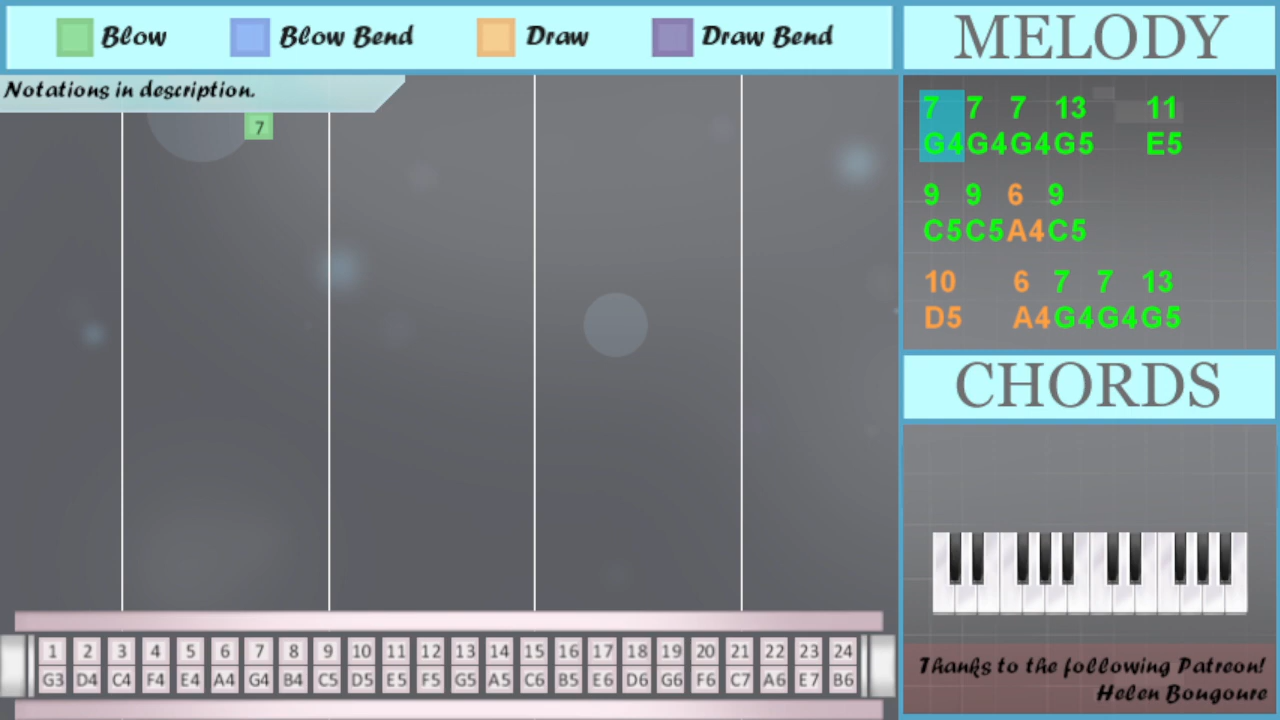 Blow Blow Bend Draw Draw Bend
MELODY
Notations in description.
7
7 7 7 13 11
G4 G4 G4 G5 E5
9 9 6 9
C5 C5 A4 C5
10 6 7 7 13
D5 A4 G4 G4 G5
CHORDS
1 2 3 4 5 6 7 8 9 10 11 12 13 14 15 16 17 18 19 20 21 22 23 24
G3 D4 C4 F4 E4 A4 G4 B4 C5 D5 E5 F5 G5 A5 C6 B5 E6 D6 G6 F6 C7 A6 E7 B6
Thanks to the following Patreon!
Helen Bougoure